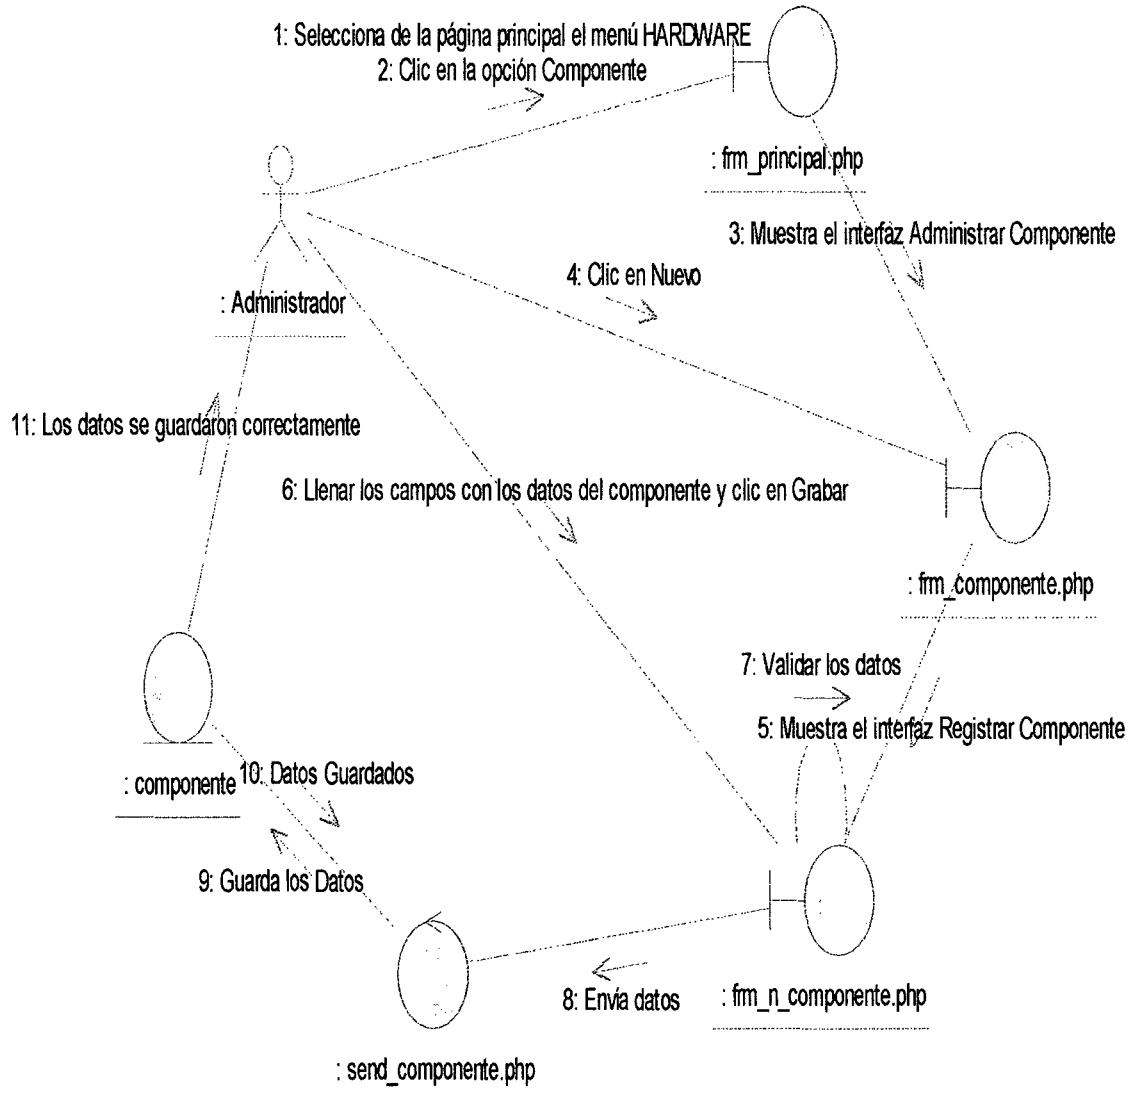 1: Selecciona de la página principal el menú HARDWARE
2: Clic en la opción Componente
: frm_principal.php
3: Muestra el interfaz Administrar Componente
4: Clic en Nuevo
: Administrador
11: Los datos se guardaron correctamente
6: Llenar los campos con los datos del componente y clic en Grabar
: frm_componente.php
7: Validar los datos
5: Muestra el interfaz Registrar Componente
: componente
10: Datos Guardados
9: Guarda los Datos
8: Envía datos
: frm_n_componente.php
: send_componente.php